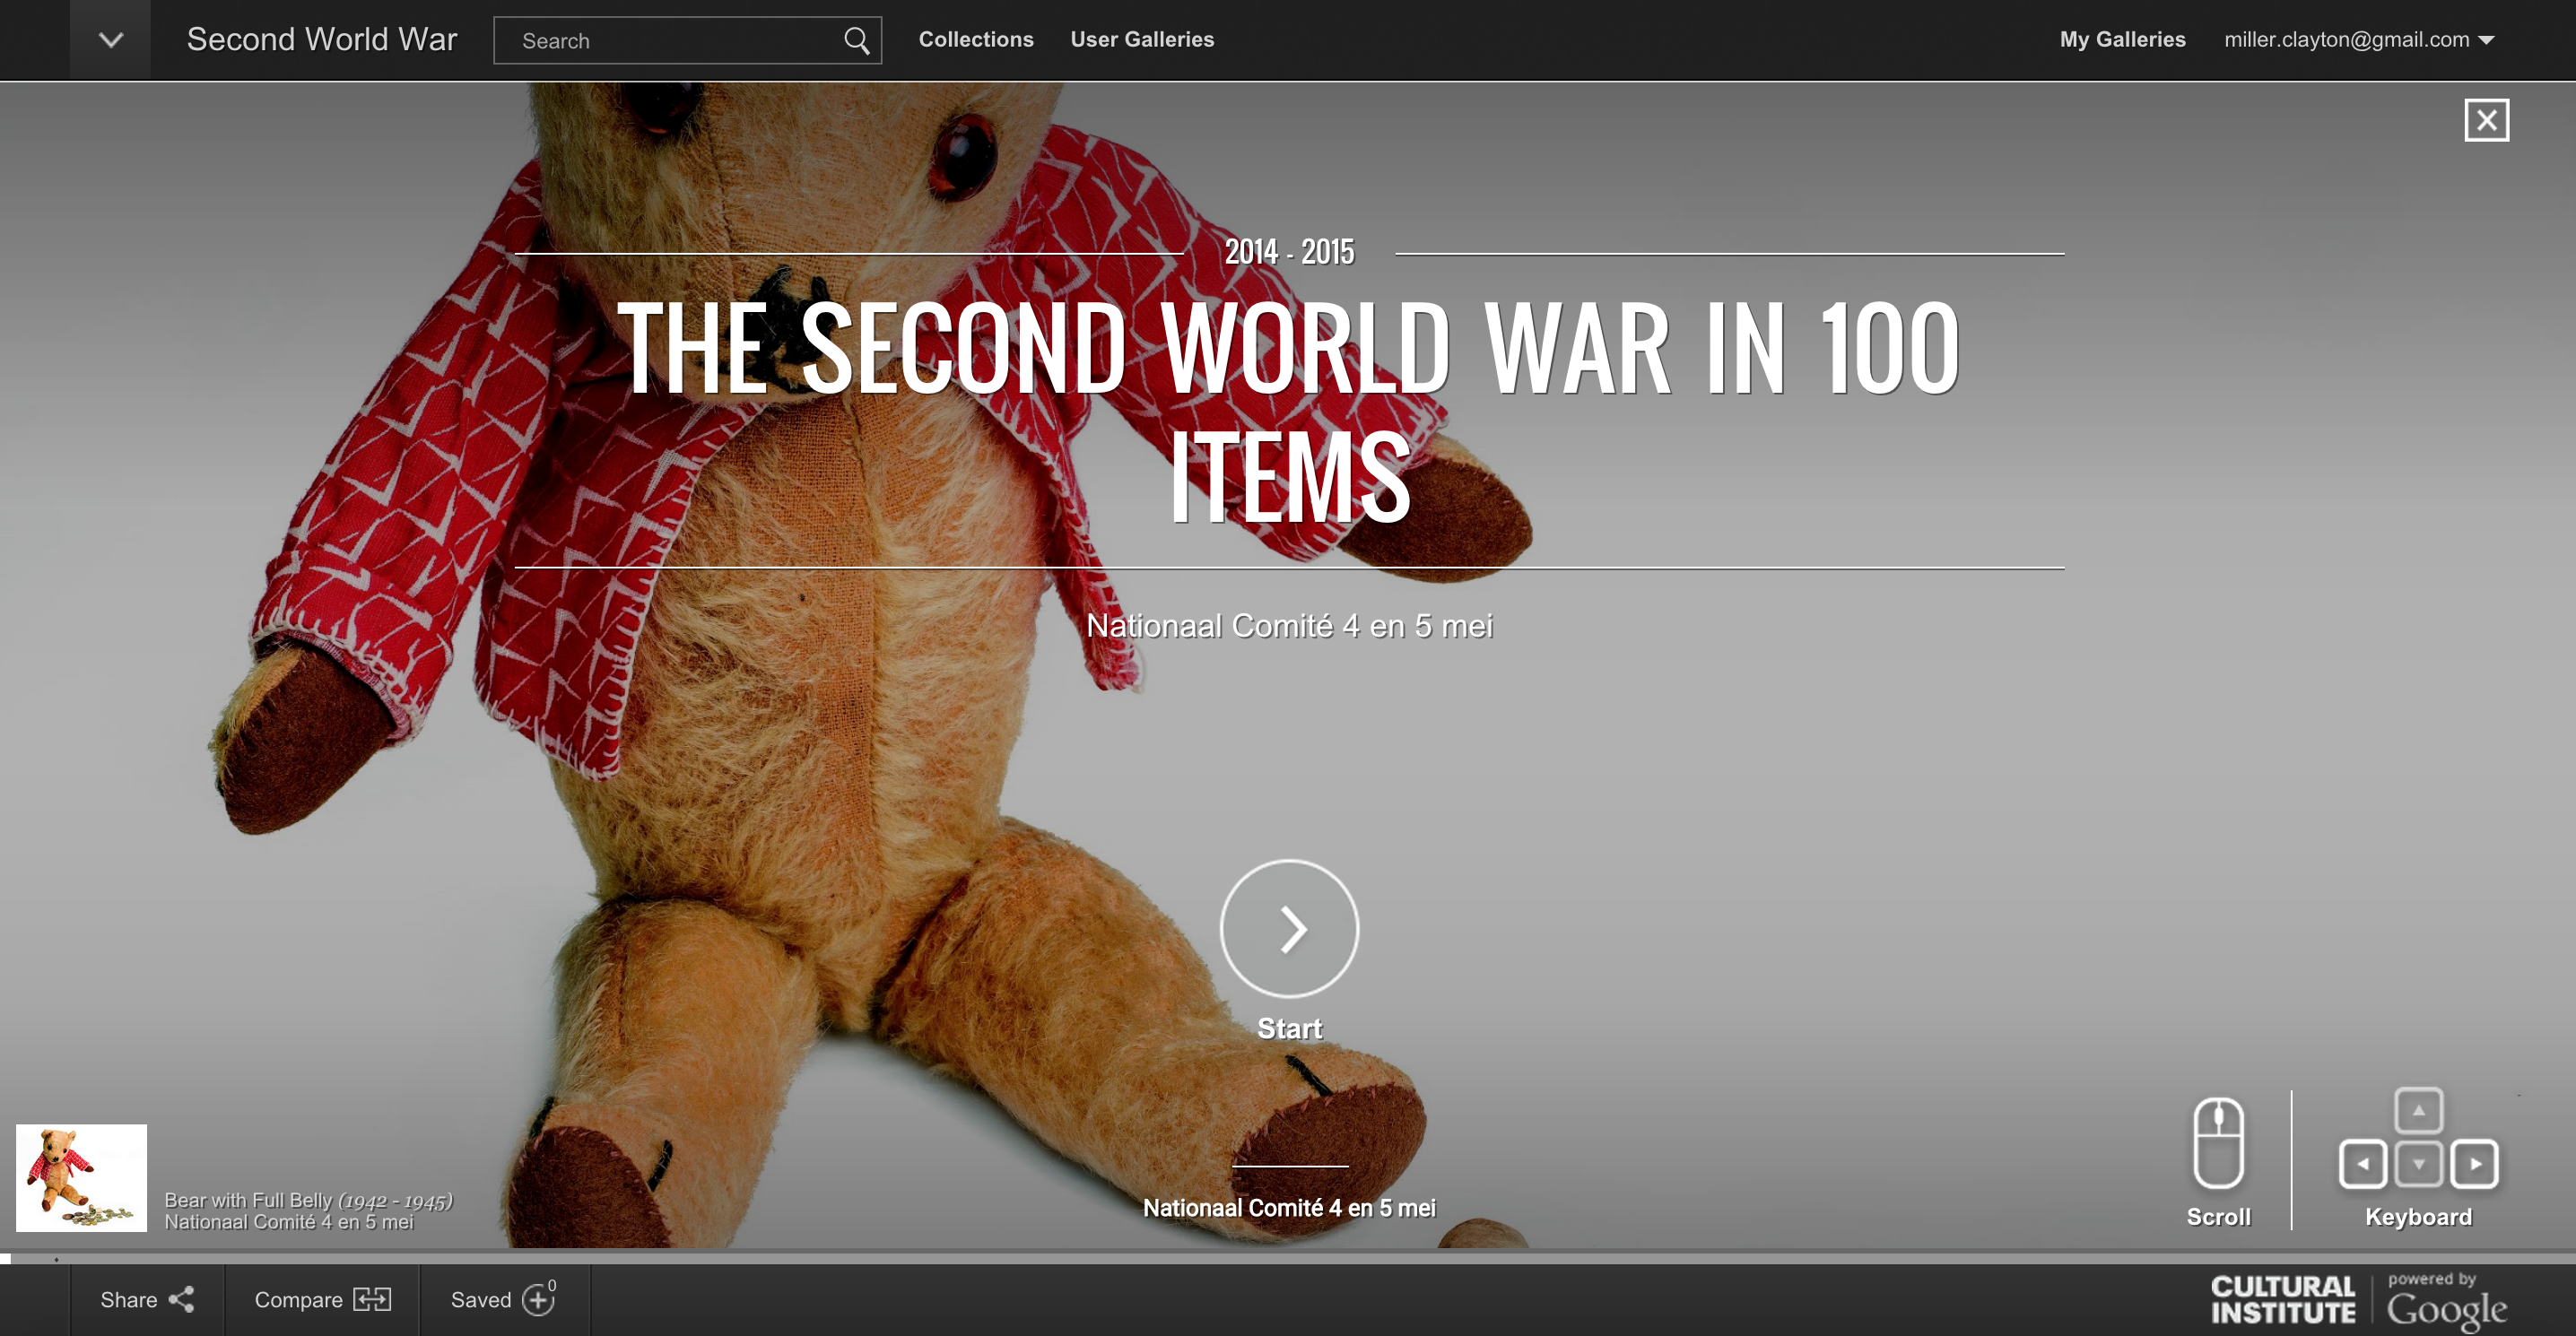 Second World War
Search
Collections
User Galleries
My Galleries
miller.clayton@gmail.com
2014 - 2015
THE SECOND WORLD WAR IN 100
ITEMS
Nationaal Comité 4 en 5 mei
Start
Bear with Full Belly (1942 - 1945)
Nationaal Comité 4 en 5 mei
Nationaal Comité 4 en 5 mei
Scroll
Keyboard
Share
Compare
Saved 0
CULTURAL
INSTITUTE
powered by
Google